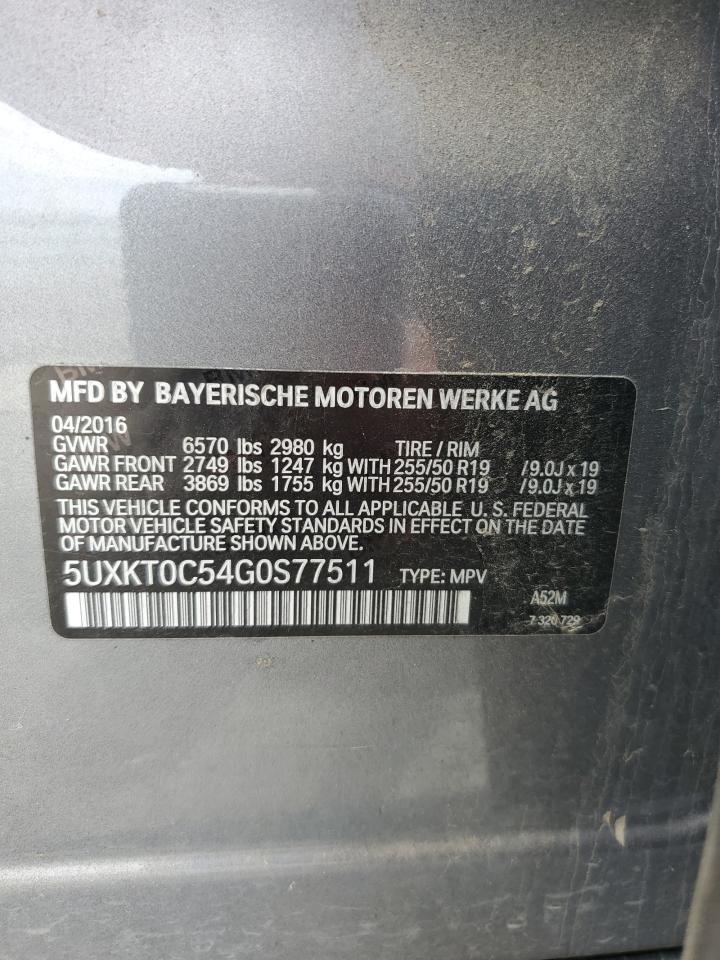 MFD BY BAYERISCHE MOTOREN WERKE AG
04/2016
GVWR 6570 lbs 2980 kg TIRE / RIM
GAWR FRONT 2749 lbs 1247 kg WITH 255/50 R19 /9.0J x 19
GAWR REAR 3869 lbs 1755 kg WITH 255/50 R19 /9.0J x 19
THIS VEHICLE CONFORMS TO ALL APPLICABLE U. S. FEDERAL
MOTOR VEHICLE SAFETY STANDARDS IN EFFECT ON THE DATE
OF MANUFACTURE SHOWN ABOVE.
5UXKT0C54G0S77511 TYPE: MPV
A52M
7 320 729